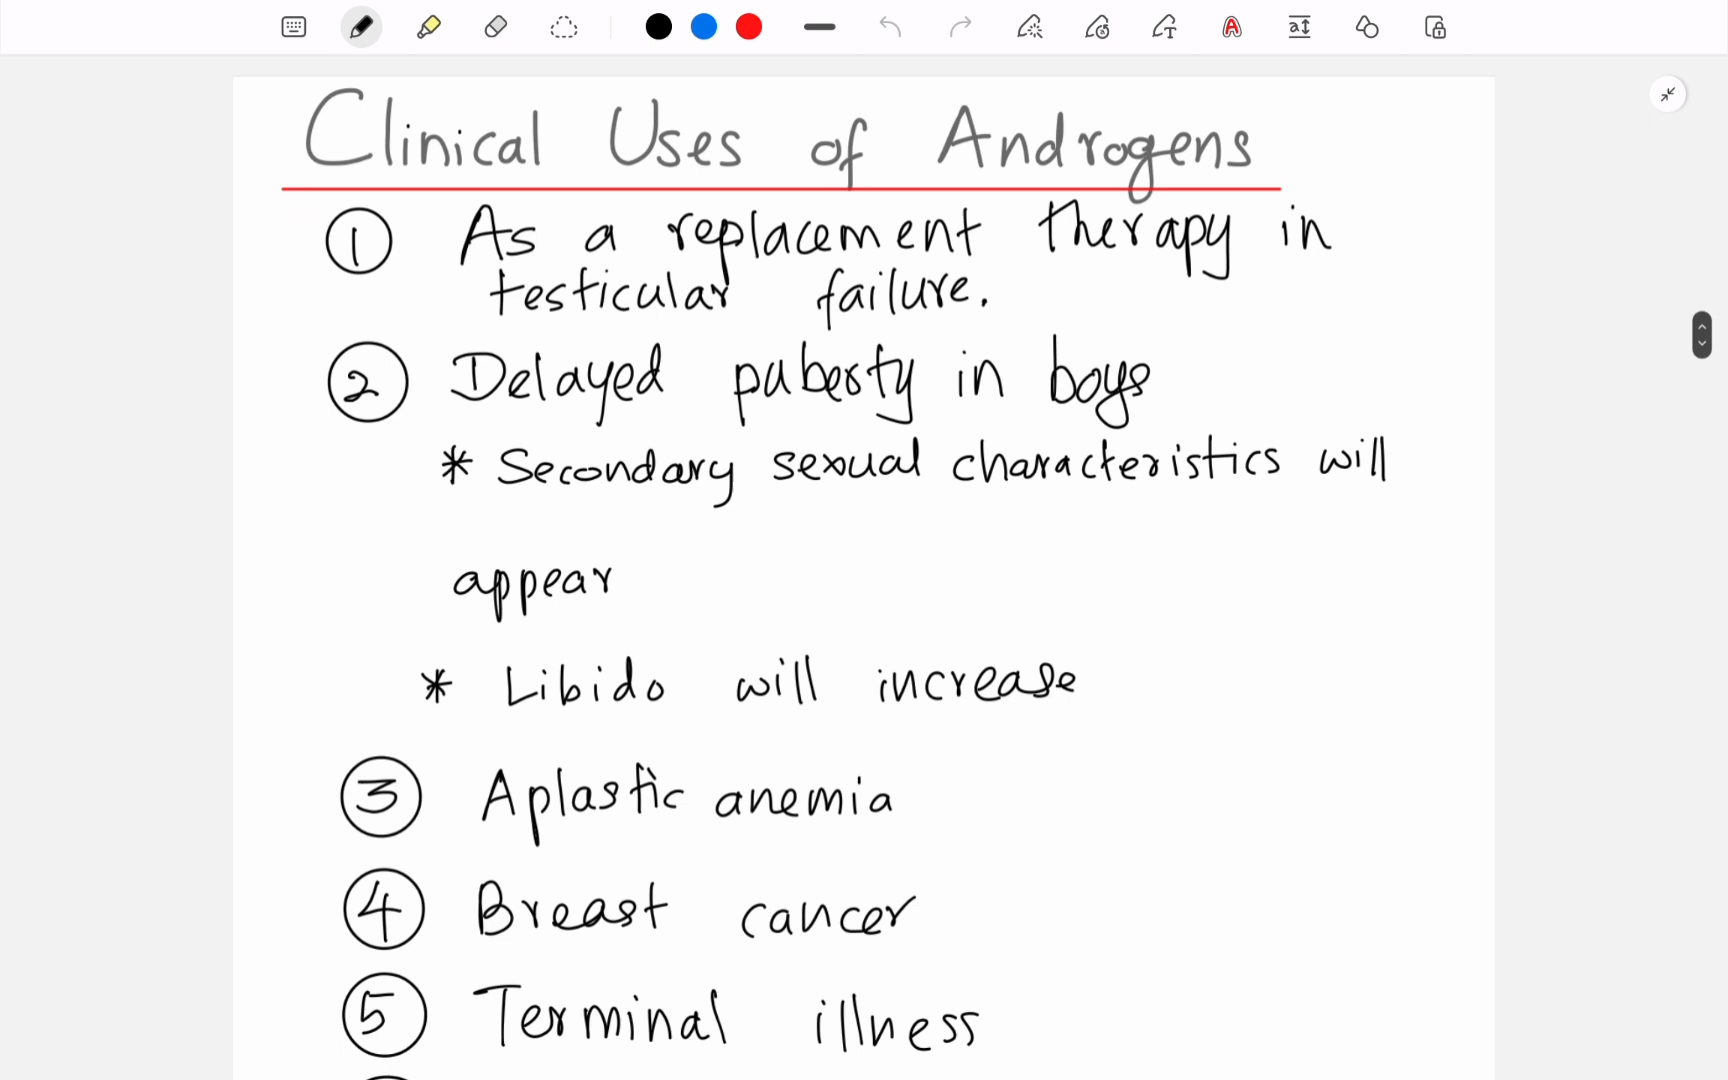 Clinical Uses of Androgens
① As a replacement therapy in
testicular failure.
② Delayed puberty in boys
* Secondary sexual characteristics will
appear
* Libido will increase
③ Aplastic anemia
④ Breast cancer
⑤ Terminal illness